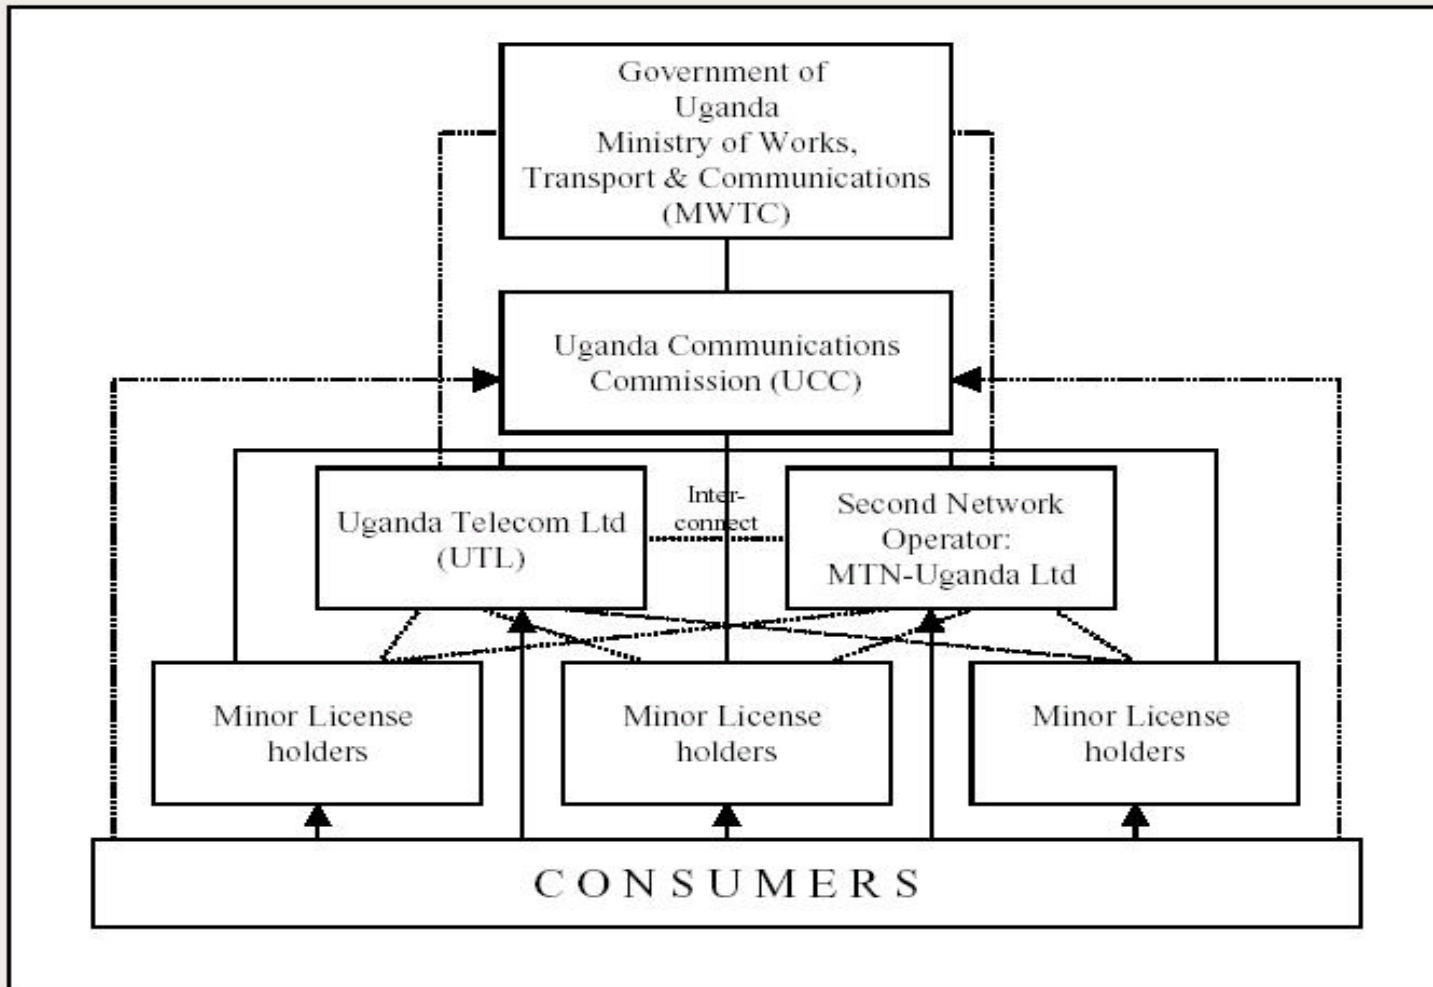 Government of
Uganda
Ministry of Works,
Transport & Communications
(MWTC)
Uganda Communications
Commission (UCC)
Uganda Telecom Ltd
(UTL)
Inter-
connect
Second Network
Operator:
MTN-Uganda Ltd
Minor License
holders
Minor License
holders
Minor License
holders
CONSUMERS